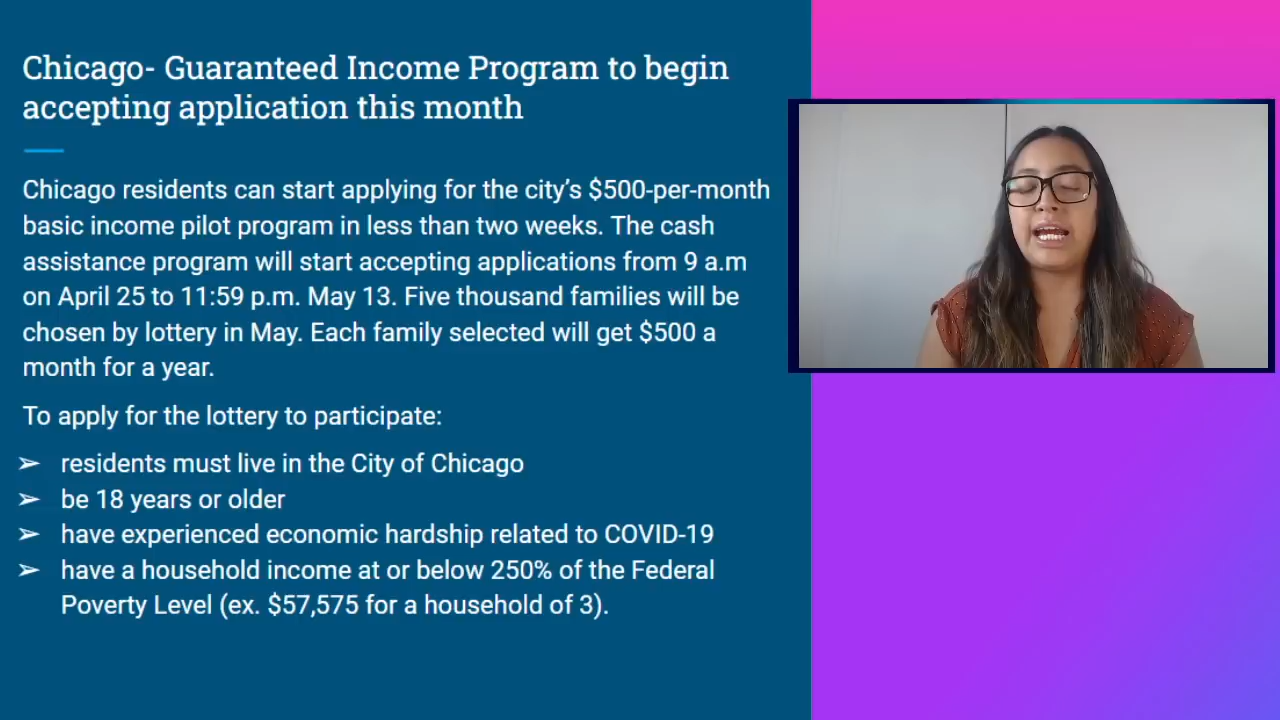 Chicago- Guaranteed Income Program to begin
accepting application this month
Chicago residents can start applying for the city’s $500-per-month
basic income pilot program in less than two weeks. The cash
assistance program will start accepting applications from 9 a.m
on April 25 to 11:59 p.m. May 13. Five thousand families will be
chosen by lottery in May. Each family selected will get $500 a
month for a year.
To apply for the lottery to participate:
➢ residents must live in the City of Chicago
➢ be 18 years or older
➢ have experienced economic hardship related to COVID-19
➢ have a household income at or below 250% of the Federal
Poverty Level (ex. $57,575 for a household of 3).